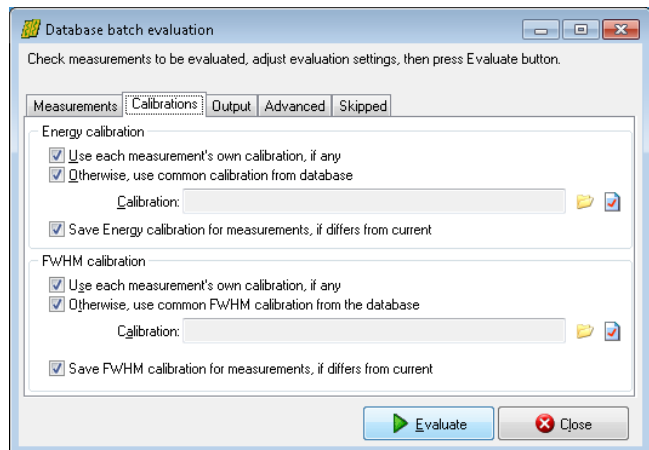 Database batch evaluation
Check measurements to be evaluated, adjust evaluation settings, then press Evaluate button.
Measurements Calibrations Output Advanced Skipped
Energy calibration
Use each measurement's own calibration, if any
Otherwise, use common calibration from database
Calibration:
Save Energy calibration for measurements, if differs from current
FWHM calibration
Use each measurement's own calibration, if any
Otherwise, use common FWHM calibration from the database
Calibration:
Save FWHM calibration for measurements, if differs from current
Evaluate Close